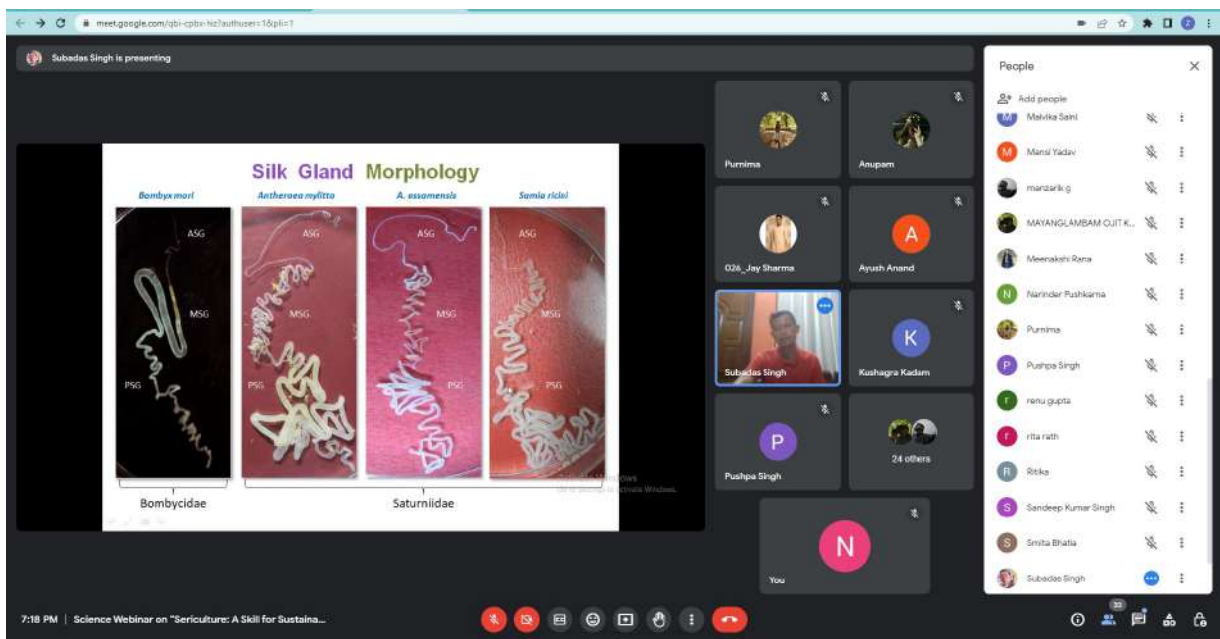 meet.google.com/qbi-cpbx-hiz?authuser=1&pli=1
Subadas Singh is presenting
Silk Gland Morphology
Bombyx mori
Antheraea mylitta
A. assamensis
Samia ricini
ASG
ASG
ASG
ASG
MSG
MSG
MSG
MSG
PSG
PSG
PSG
PSG
Bombycidae
Saturniidae
Purnima
Anupam
026_Jay Sharma
A
Ayush Anand
Subadas Singh
K
Kushagra Kadam
P
Pushpa Singh
24 others
N
You
People
Add people
M
Malvika Saini
M
Mansi Yadav
manzarik g
MAYANGLAMBAM OJIT K...
Meenakshi Rana
N
Narinder Pushkarna
Purnima
P
Pushpa Singh
r
renu gupta
r
rita rath
R
Ritika
S
Sandeep Kumar Singh
S
Smita Bhatia
Subadas Singh
7:18 PM | Science Webinar on "Sericulture: A Skill for Sustaina...
33